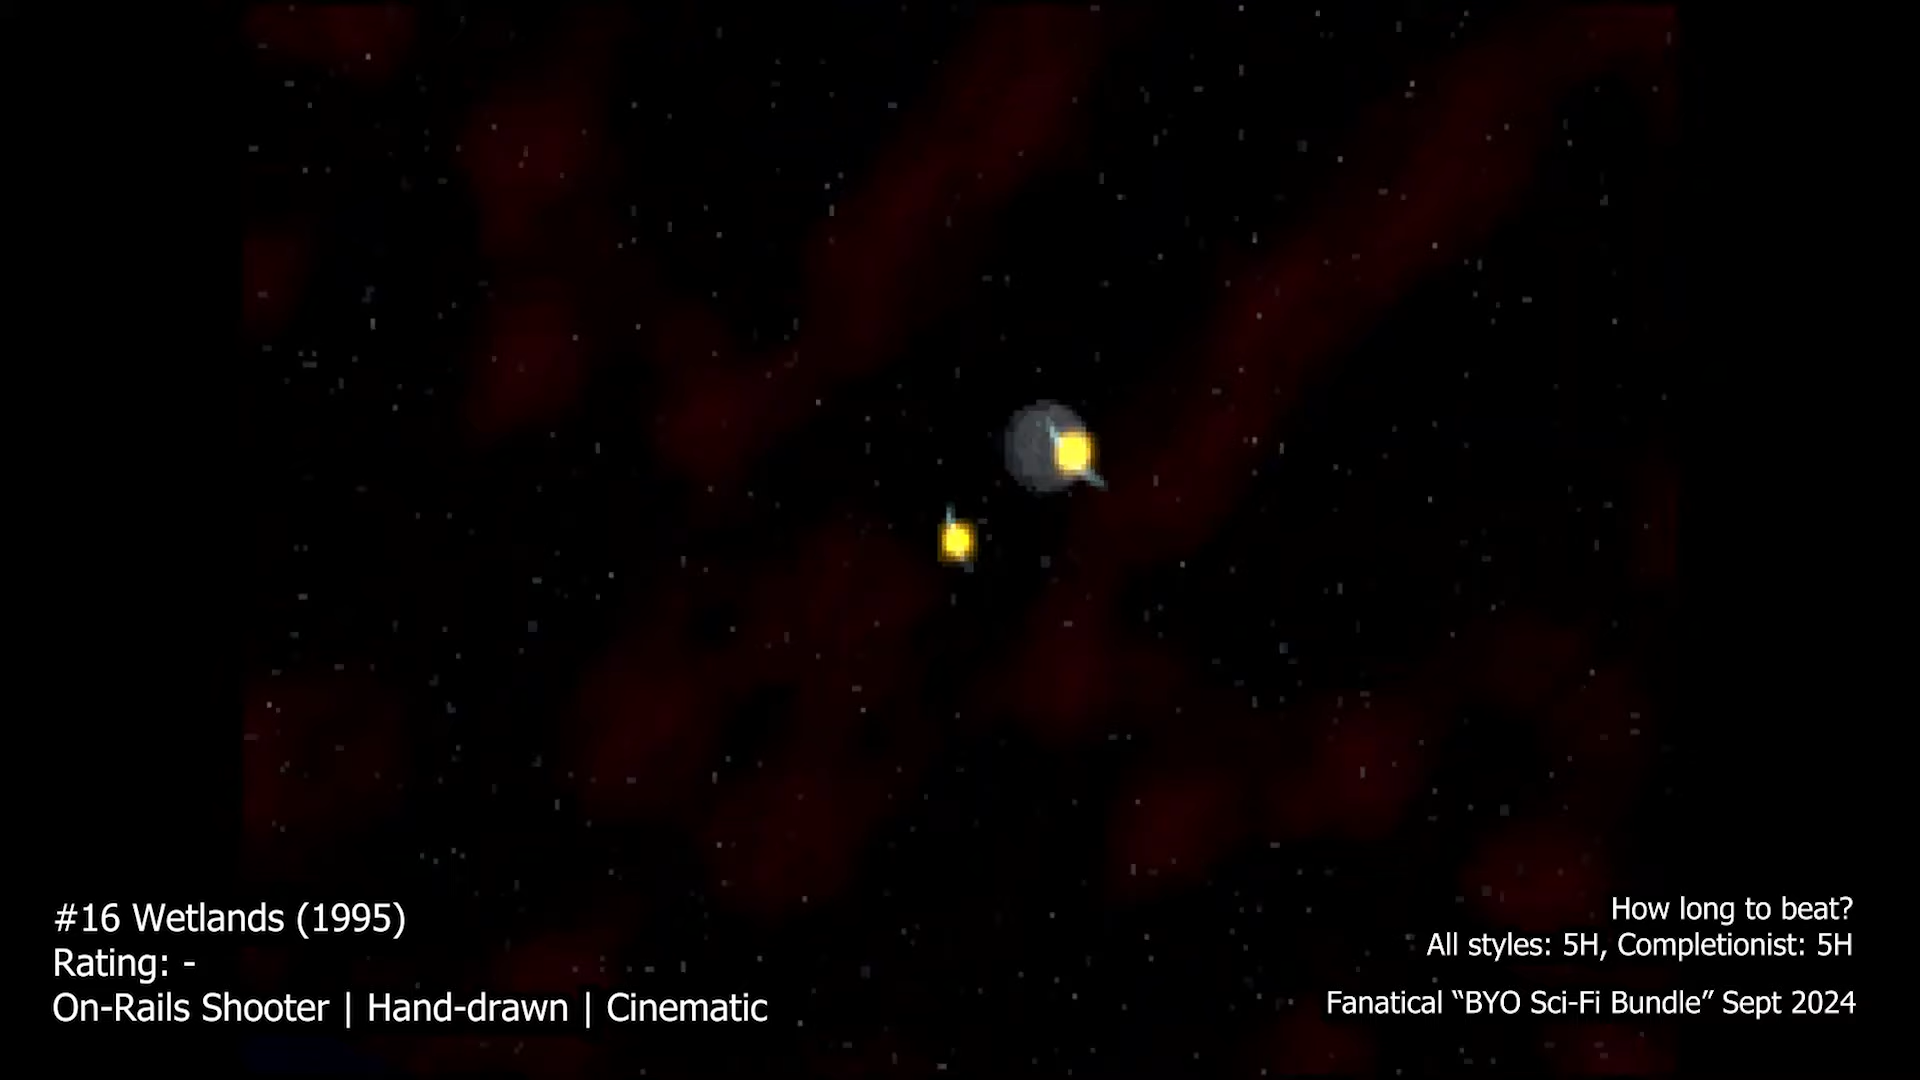 #16 Wetlands (1995)
Rating: -
On-Rails Shooter | Hand-drawn | Cinematic
How long to beat?
All styles: 5H, Completionist: 5H
Fanatical “BYO Sci-Fi Bundle” Sept 2024